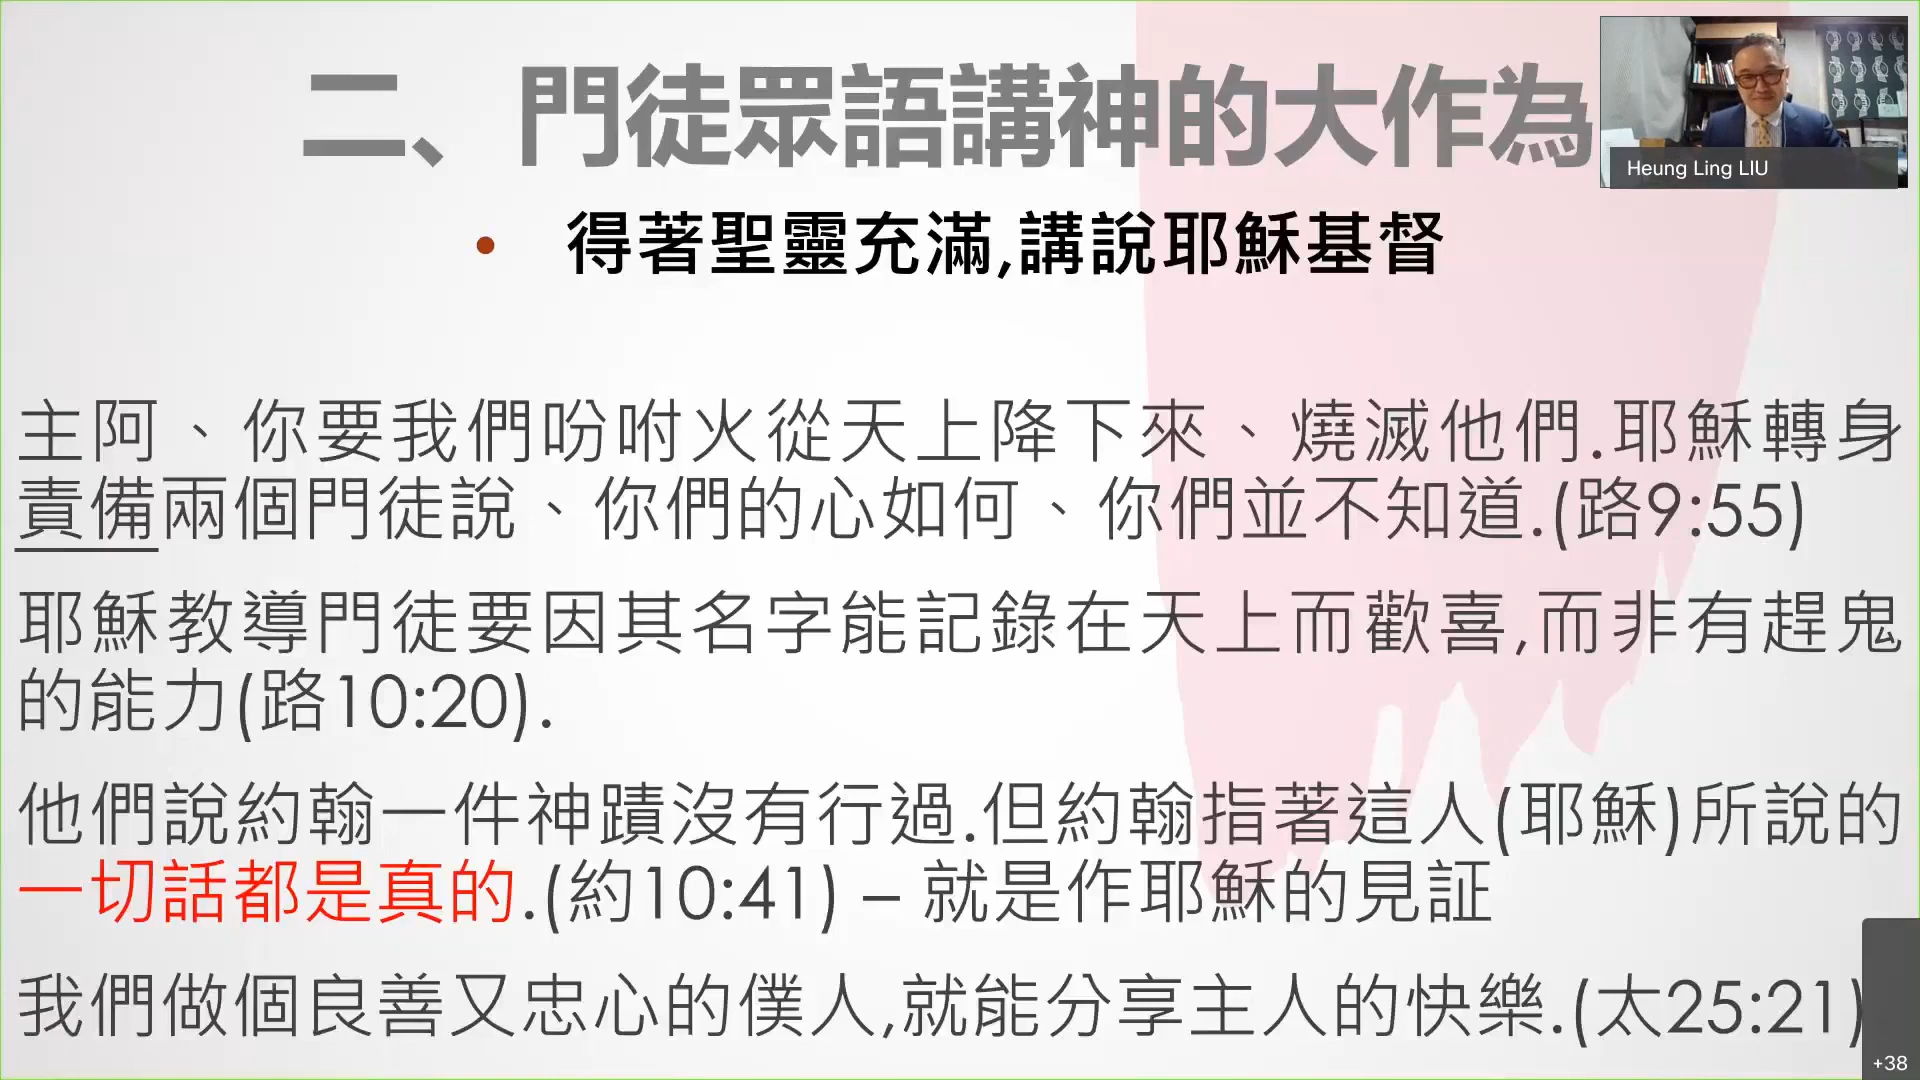 二、門徒眾語講神的大作為
Heung Ling LIU
• 得著聖靈充滿,講說耶穌基督
主阿、你要我們吩咐火從天上降下來、燒滅他們.耶穌轉身
責備兩個門徒說、你們的心如何、你們並不知道.(路9:55)
耶穌教導門徒要因其名字能記錄在天上而歡喜,而非有趕鬼
的能力(路10:20).
他們說約翰一件神蹟沒有行過.但約翰指著這人(耶穌)所說的
一切話都是真的.(約10:41) – 就是作耶穌的見証
我們做個良善又忠心的僕人,就能分享主人的快樂.(太25:21)
+38